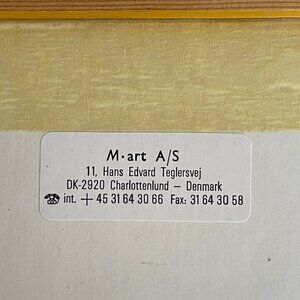 M·art A/S
11, Hans Edvard Teglersvej
DK-2920 Charlottenlund – Denmark
☎ int. + 45 31 64 30 66 Fax: 31 64 30 58